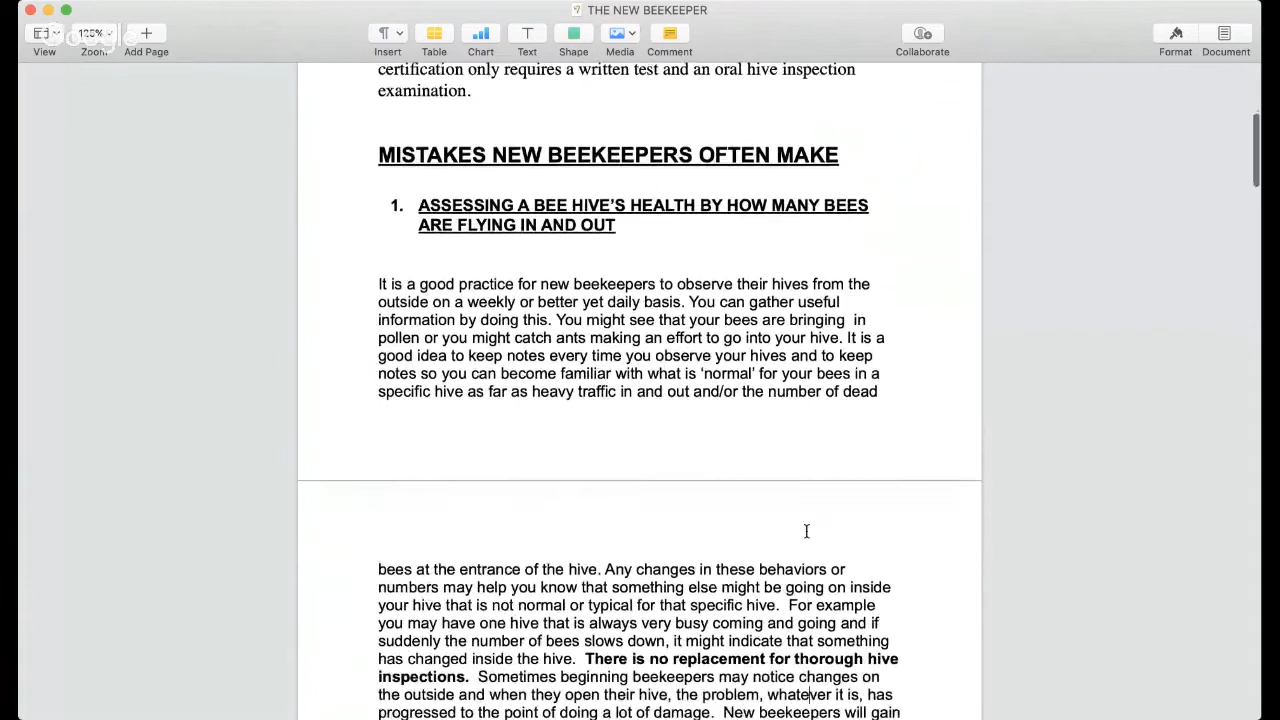 THE NEW BEEKEEPER
125%
Google
View
Zoom
Add Page
Insert
Table
Chart
Text
Shape
Media
Comment
Collaborate
Format
Document
certification only requires a written test and an oral hive inspection
examination.
MISTAKES NEW BEEKEEPERS OFTEN MAKE
1. ASSESSING A BEE HIVE’S HEALTH BY HOW MANY BEES
ARE FLYING IN AND OUT
It is a good practice for new beekeepers to observe their hives from the
outside on a weekly or better yet daily basis. You can gather useful
information by doing this. You might see that your bees are bringing  in
pollen or you might catch ants making an effort to go into your hive. It is a
good idea to keep notes every time you observe your hives and to keep
notes so you can become familiar with what is ‘normal’ for your bees in a
specific hive as far as heavy traffic in and out and/or the number of dead
bees at the entrance of the hive. Any changes in these behaviors or
numbers may help you know that something else might be going on inside
your hive that is not normal or typical for that specific hive.  For example
you may have one hive that is always very busy coming and going and if
suddenly the number of bees slows down, it might indicate that something
has changed inside the hive.  There is no replacement for thorough hive
inspections.  Sometimes beginning beekeepers may notice changes on
the outside and when they open their hive, the problem, whatever it is, has
progressed to the point of doing a lot of damage.  New beekeepers will gain